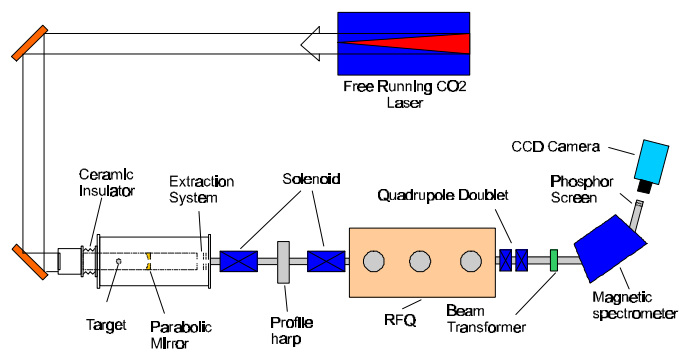 Free Running CO2
Laser
CCD Camera
Phosphor
Screen
Ceramic
Insulator
Extraction
System
Solenoid
Quadrupole Doublet
Target
Parabolic
Mirror
Profile
harp
RFQ
Beam
Transformer
Magnetic
spectrometer